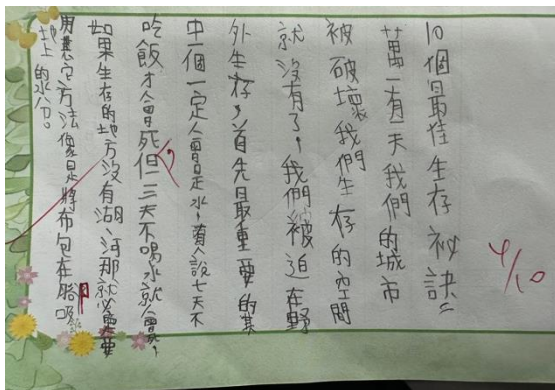 10個最佳生存祕訣=
萬一有一天我們的城市
被破壞我們生存的空間
就沒有了,我們被迫在野
外生存,首先最重要的其
中一個一定會是水,有人說七天不
吃飯才會死但三天不喝水就會,
如果生存的地方沒有湖、河那就必會要
用其它方法像是將布包在腳
地上的水分。
4/10